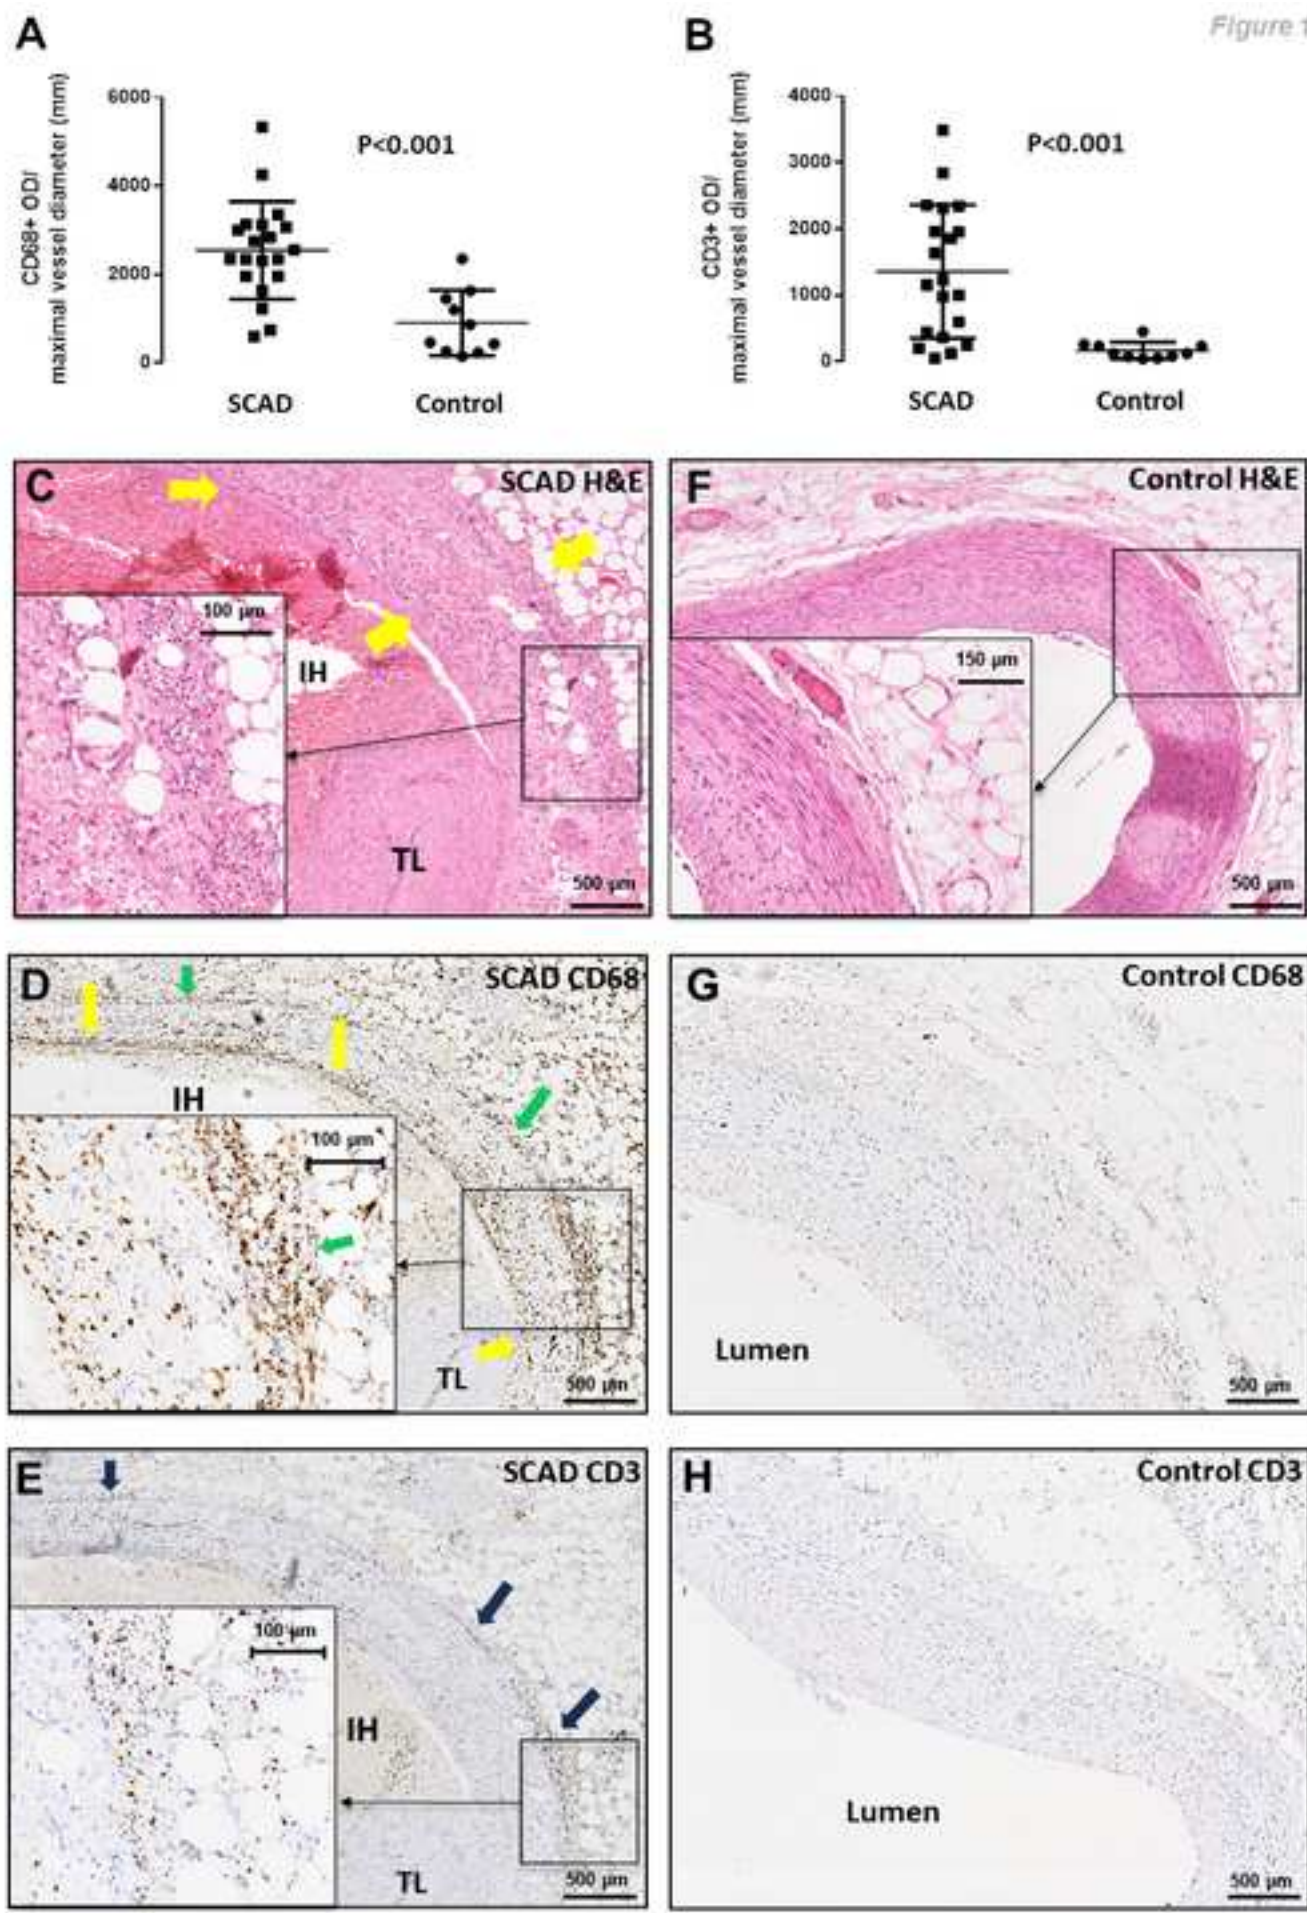 Figure 1
A
CD68+ OD/
maximal vessel diameter (mm)
6000
4000
2000
0
P<0.001
SCAD
Control
B
CD3+ OD/
maximal vessel diameter (mm)
4000
3000
2000
1000
0
P<0.001
SCAD
Control
C
SCAD H&E
100 µm
IH
TL
500 µm
F
Control H&E
150 µm
500 µm
D
SCAD CD68
IH
100 µm
TL
500 µm
G
Control CD68
Lumen
500 µm
E
SCAD CD3
100 µm
IH
TL
500 µm
H
Control CD3
Lumen
500 µm